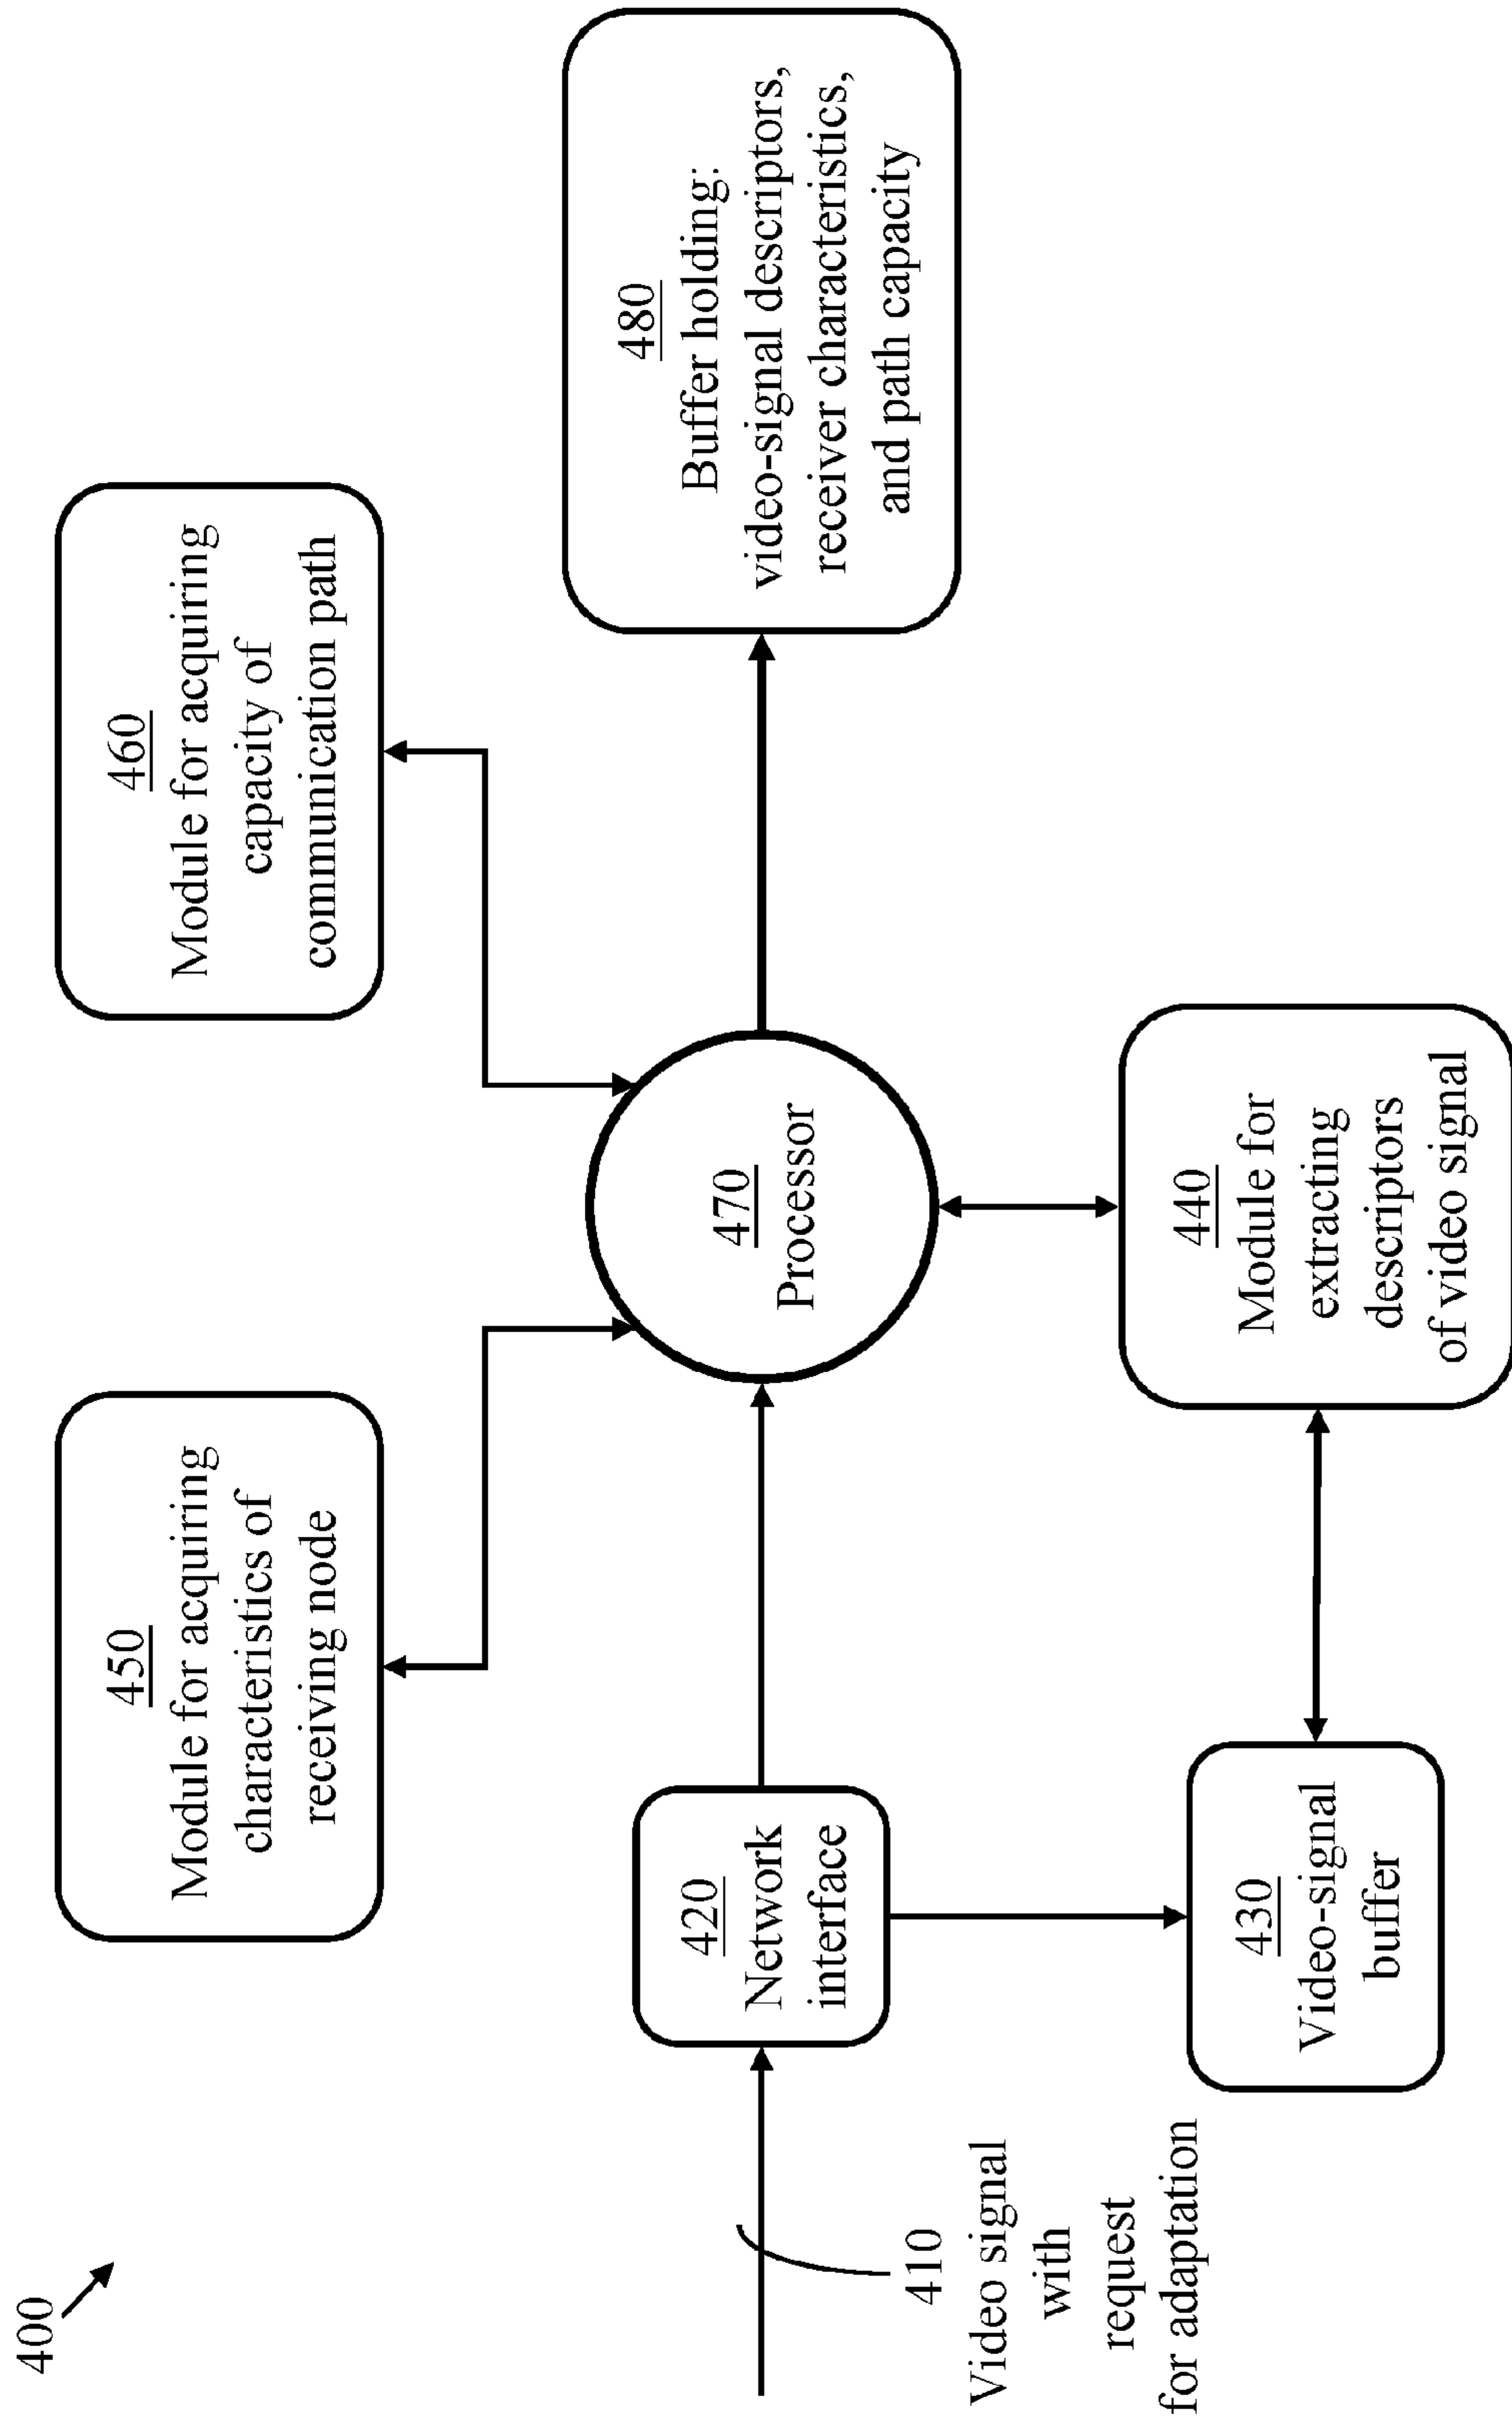 400
450
Module for acquiring
characteristics of
receiving node
460
Module for acquiring
capacity of
communication path
410
Video signal
with
request
for adaptation
420
Network
interface
470
Processor
480
Buffer holding:
video-signal descriptors,
receiver characteristics,
and path capacity
430
Video-signal
buffer
440
Module for
extracting
descriptors
of video signal